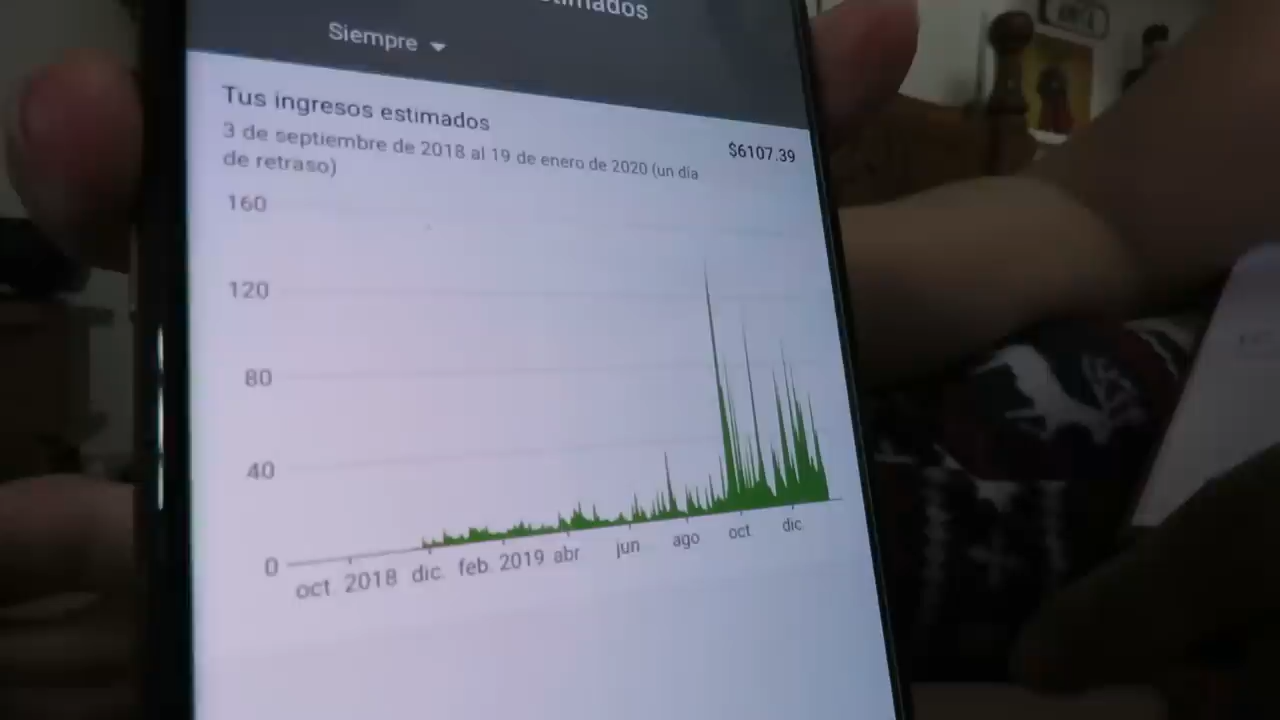 Siempre
Tus ingresos estimados
$6107.39
3 de septiembre de 2018 al 19 de enero de 2020 (un día
de retraso)
160
120
80
40
0
oct. 2018 dic. feb. 2019 abr jun ago oct dic.